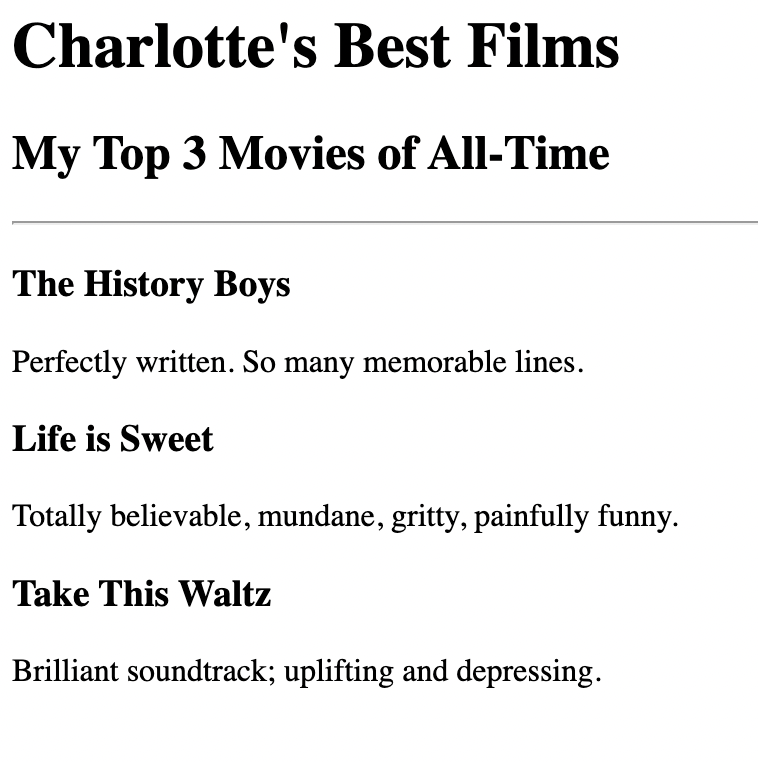 Charlotte's Best Films
My Top 3 Movies of All-Time
The History Boys
Perfectly written. So many memorable lines.
Life is Sweet
Totally believable, mundane, gritty, painfully funny.
Take This Waltz
Brilliant soundtrack; uplifting and depressing.